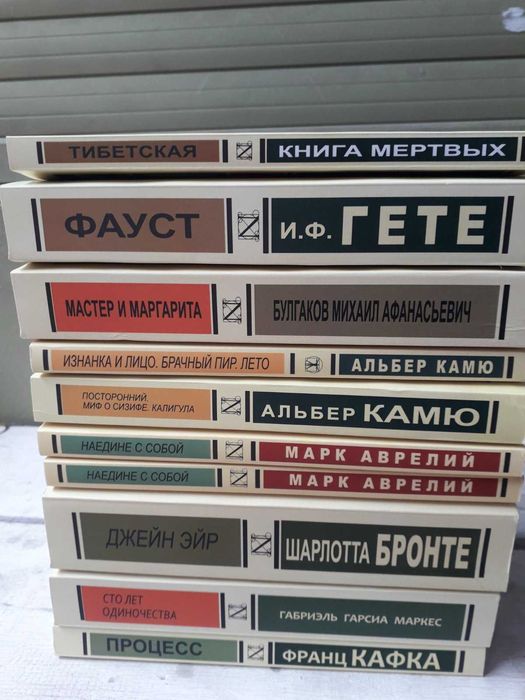 ТИБЕТСКАЯ КНИГА МЕРТВЫХ
ФАУСТ И.Ф. ГЕТЕ
МАСТЕР И МАРГАРИТА БУЛГАКОВ МИХАИЛ АФАНАСЬЕВИЧ
ИЗНАНКА И ЛИЦО. БРАЧНЫЙ ПИР. ЛЕТО АЛЬБЕР КАМЮ
ПОСТОРОННИЙ.
МИФ О СИЗИФЕ. КАЛИГУЛА АЛЬБЕР КАМЮ
НАЕДИНЕ С СОБОЙ МАРК АВРЕЛИЙ
НАЕДИНЕ С СОБОЙ МАРК АВРЕЛИЙ
ДЖЕЙН ЭЙР ШАРЛОТТА БРОНТЕ
СТО ЛЕТ
ОДИНОЧЕСТВА ГАБРИЭЛЬ ГАРСИА МАРКЕС
ПРОЦЕСС ФРАНЦ КАФКА